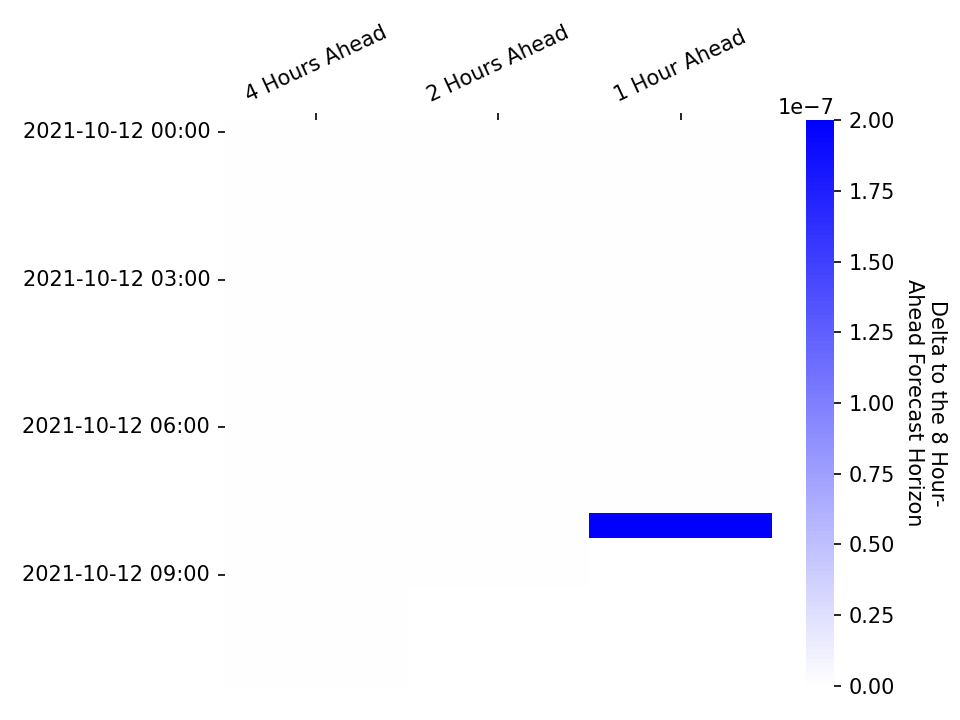 4 Hours Ahead
2 Hours Ahead
1 Hour Ahead
1e−7
2021-10-12 00:00
2021-10-12 03:00
2021-10-12 06:00
2021-10-12 09:00
2.00
1.75
1.50
1.25
1.00
0.75
0.50
0.25
0.00
Delta to the 8 Hour-
Ahead Forecast Horizon